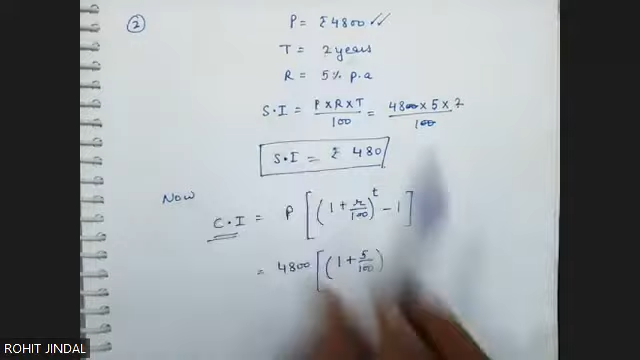 ② P = ₹ 4800
T = 2 years
R = 5% p.a
S.I = P x R x T / 100 = 4800 x 5 x 2 / 100
S.I = ₹ 480
Now
C.I = P [ ( 1 + r/100 )^t - 1 ]
= 4800 [ ( 1 + 5/100 )
ROHIT JINDAL